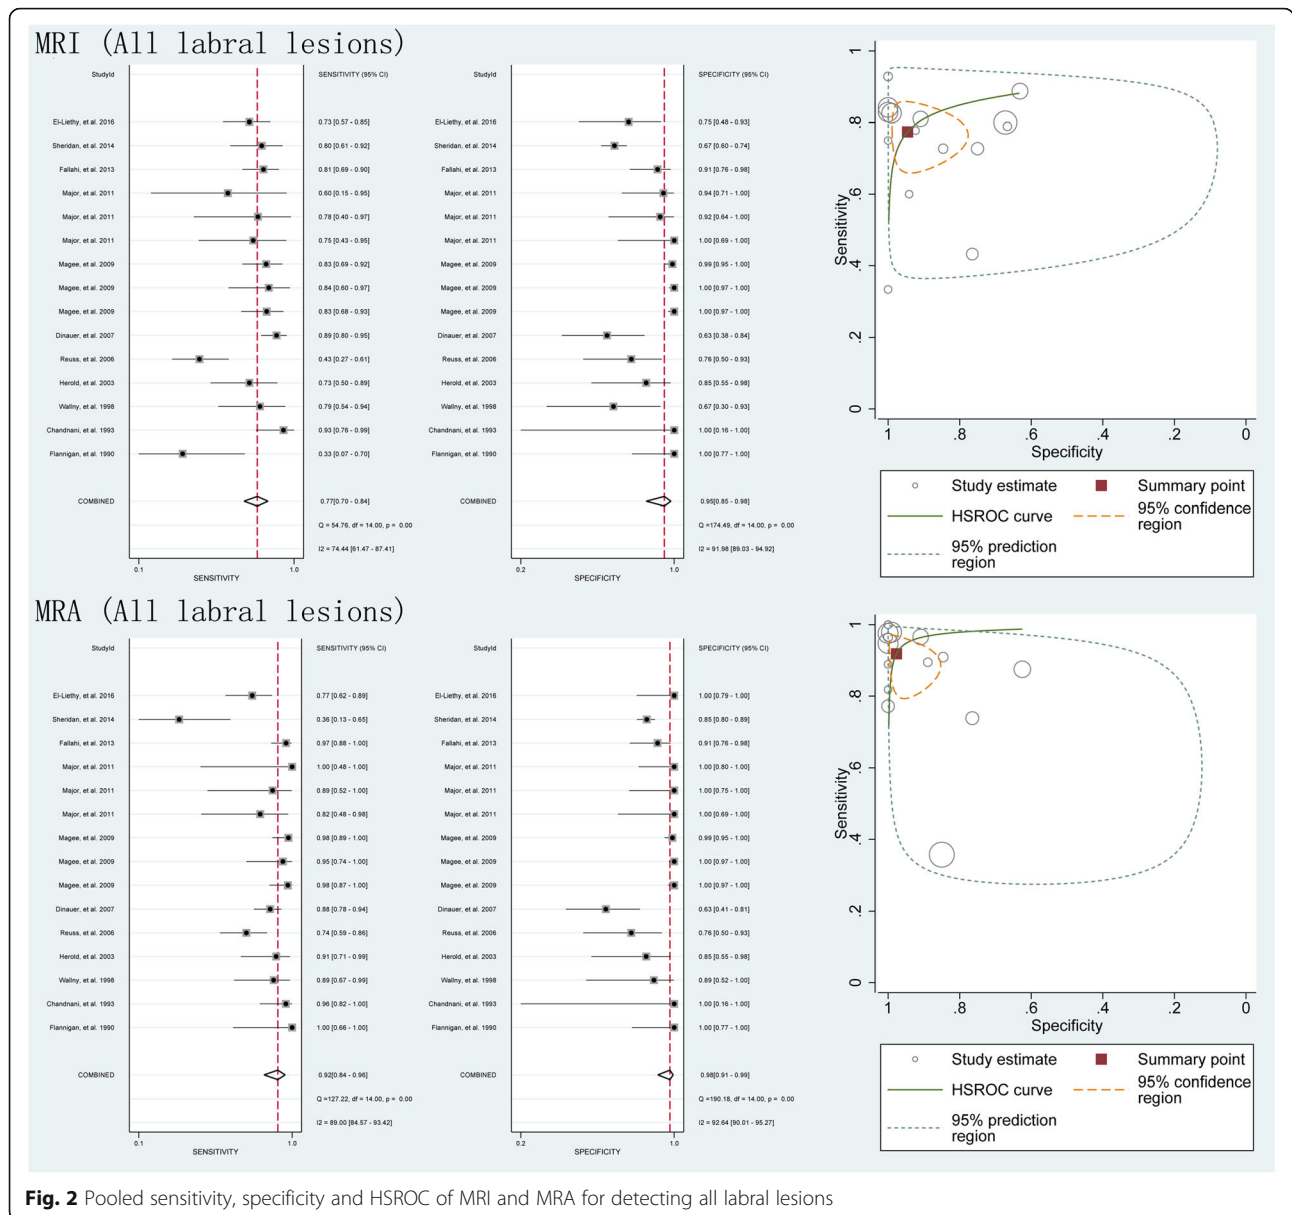 MRI (All labral lesions)
StudyId SENSITIVITY (95% CI)
El-Liethy, et al. 2016 0.73 [0.57 - 0.85]
Sheridan, et al. 2014 0.80 [0.61 - 0.92]
Fallahi, et al. 2013 0.81 [0.69 - 0.90]
Major, et al. 2011 0.60 [0.15 - 0.95]
Major, et al. 2011 0.78 [0.40 - 0.97]
Major, et al. 2011 0.75 [0.43 - 0.95]
Magee, et al. 2009 0.83 [0.69 - 0.92]
Magee, et al. 2009 0.84 [0.60 - 0.97]
Magee, et al. 2009 0.83 [0.68 - 0.93]
Dinauer, et al. 2007 0.89 [0.80 - 0.95]
Reuss, et al. 2006 0.43 [0.27 - 0.61]
Herold, et al. 2003 0.73 [0.50 - 0.89]
Wallny, et al. 1998 0.79 [0.54 - 0.94]
Chandnani, et al. 1993 0.93 [0.76 - 0.99]
Flannigan, et al. 1990 0.33 [0.07 - 0.70]
COMBINED 0.77[0.70 - 0.84]
Q = 54.76, df = 14.00, p = 0.00
I2 = 74.44 [61.47 - 87.41]
0.1 1.0
SENSITIVITY
StudyId SPECIFICITY (95% CI)
El-Liethy, et al. 2016 0.75 [0.48 - 0.93]
Sheridan, et al. 2014 0.67 [0.60 - 0.74]
Fallahi, et al. 2013 0.91 [0.76 - 0.98]
Major, et al. 2011 0.94 [0.71 - 1.00]
Major, et al. 2011 0.92 [0.64 - 1.00]
Major, et al. 2011 1.00 [0.69 - 1.00]
Magee, et al. 2009 0.99 [0.95 - 1.00]
Magee, et al. 2009 1.00 [0.97 - 1.00]
Magee, et al. 2009 1.00 [0.97 - 1.00]
Dinauer, et al. 2007 0.63 [0.38 - 0.84]
Reuss, et al. 2006 0.76 [0.50 - 0.93]
Herold, et al. 2003 0.85 [0.55 - 0.98]
Wallny, et al. 1998 0.67 [0.30 - 0.93]
Chandnani, et al. 1993 1.00 [0.16 - 1.00]
Flannigan, et al. 1990 1.00 [0.77 - 1.00]
COMBINED 0.95[0.85 - 0.98]
Q =174.49, df = 14.00, p = 0.00
I2 = 91.98 [89.03 - 94.92]
0.2 1.0
SPECIFICITY
1
.8
.6
.4
.2
0
Sensitivity
1 .8 .6 .4 .2 0
Specificity
Study estimate Summary point
HSROC curve 95% confidence
region
95% prediction
region
MRA (All labral lesions)
StudyId SENSITIVITY (95% CI)
El-Liethy, et al. 2016 0.77 [0.62 - 0.89]
Sheridan, et al. 2014 0.36 [0.13 - 0.65]
Fallahi, et al. 2013 0.97 [0.88 - 1.00]
Major, et al. 2011 1.00 [0.48 - 1.00]
Major, et al. 2011 0.89 [0.52 - 1.00]
Major, et al. 2011 0.82 [0.48 - 0.98]
Magee, et al. 2009 0.98 [0.89 - 1.00]
Magee, et al. 2009 0.95 [0.74 - 1.00]
Magee, et al. 2009 0.98 [0.87 - 1.00]
Dinauer, et al. 2007 0.88 [0.78 - 0.94]
Reuss, et al. 2006 0.74 [0.59 - 0.86]
Herold, et al. 2003 0.91 [0.71 - 0.99]
Wallny, et al. 1998 0.89 [0.67 - 0.99]
Chandnani, et al. 1993 0.96 [0.82 - 1.00]
Flannigan, et al. 1990 1.00 [0.66 - 1.00]
COMBINED 0.92[0.84 - 0.96]
Q =127.22, df = 14.00, p = 0.00
I2 = 89.00 [84.57 - 93.42]
0.1 1.0
SENSITIVITY
StudyId SPECIFICITY (95% CI)
El-Liethy, et al. 2016 1.00 [0.79 - 1.00]
Sheridan, et al. 2014 0.85 [0.80 - 0.89]
Fallahi, et al. 2013 0.91 [0.76 - 0.98]
Major, et al. 2011 1.00 [0.80 - 1.00]
Major, et al. 2011 1.00 [0.75 - 1.00]
Major, et al. 2011 1.00 [0.69 - 1.00]
Magee, et al. 2009 0.99 [0.95 - 1.00]
Magee, et al. 2009 1.00 [0.97 - 1.00]
Magee, et al. 2009 1.00 [0.97 - 1.00]
Dinauer, et al. 2007 0.63 [0.41 - 0.81]
Reuss, et al. 2006 0.76 [0.50 - 0.93]
Herold, et al. 2003 0.85 [0.55 - 0.98]
Wallny, et al. 1998 0.89 [0.52 - 1.00]
Chandnani, et al. 1993 1.00 [0.16 - 1.00]
Flannigan, et al. 1990 1.00 [0.77 - 1.00]
COMBINED 0.98[0.91 - 0.99]
Q =190.18, df = 14.00, p = 0.00
I2 = 92.64 [90.01 - 95.27]
0.2 1.0
SPECIFICITY
1
.8
.6
.4
.2
0
Sensitivity
1 .8 .6 .4 .2 0
Specificity
Study estimate Summary point
HSROC curve 95% confidence
region
95% prediction
region
Fig. 2 Pooled sensitivity, specificity and HSROC of MRI and MRA for detecting all labral lesions